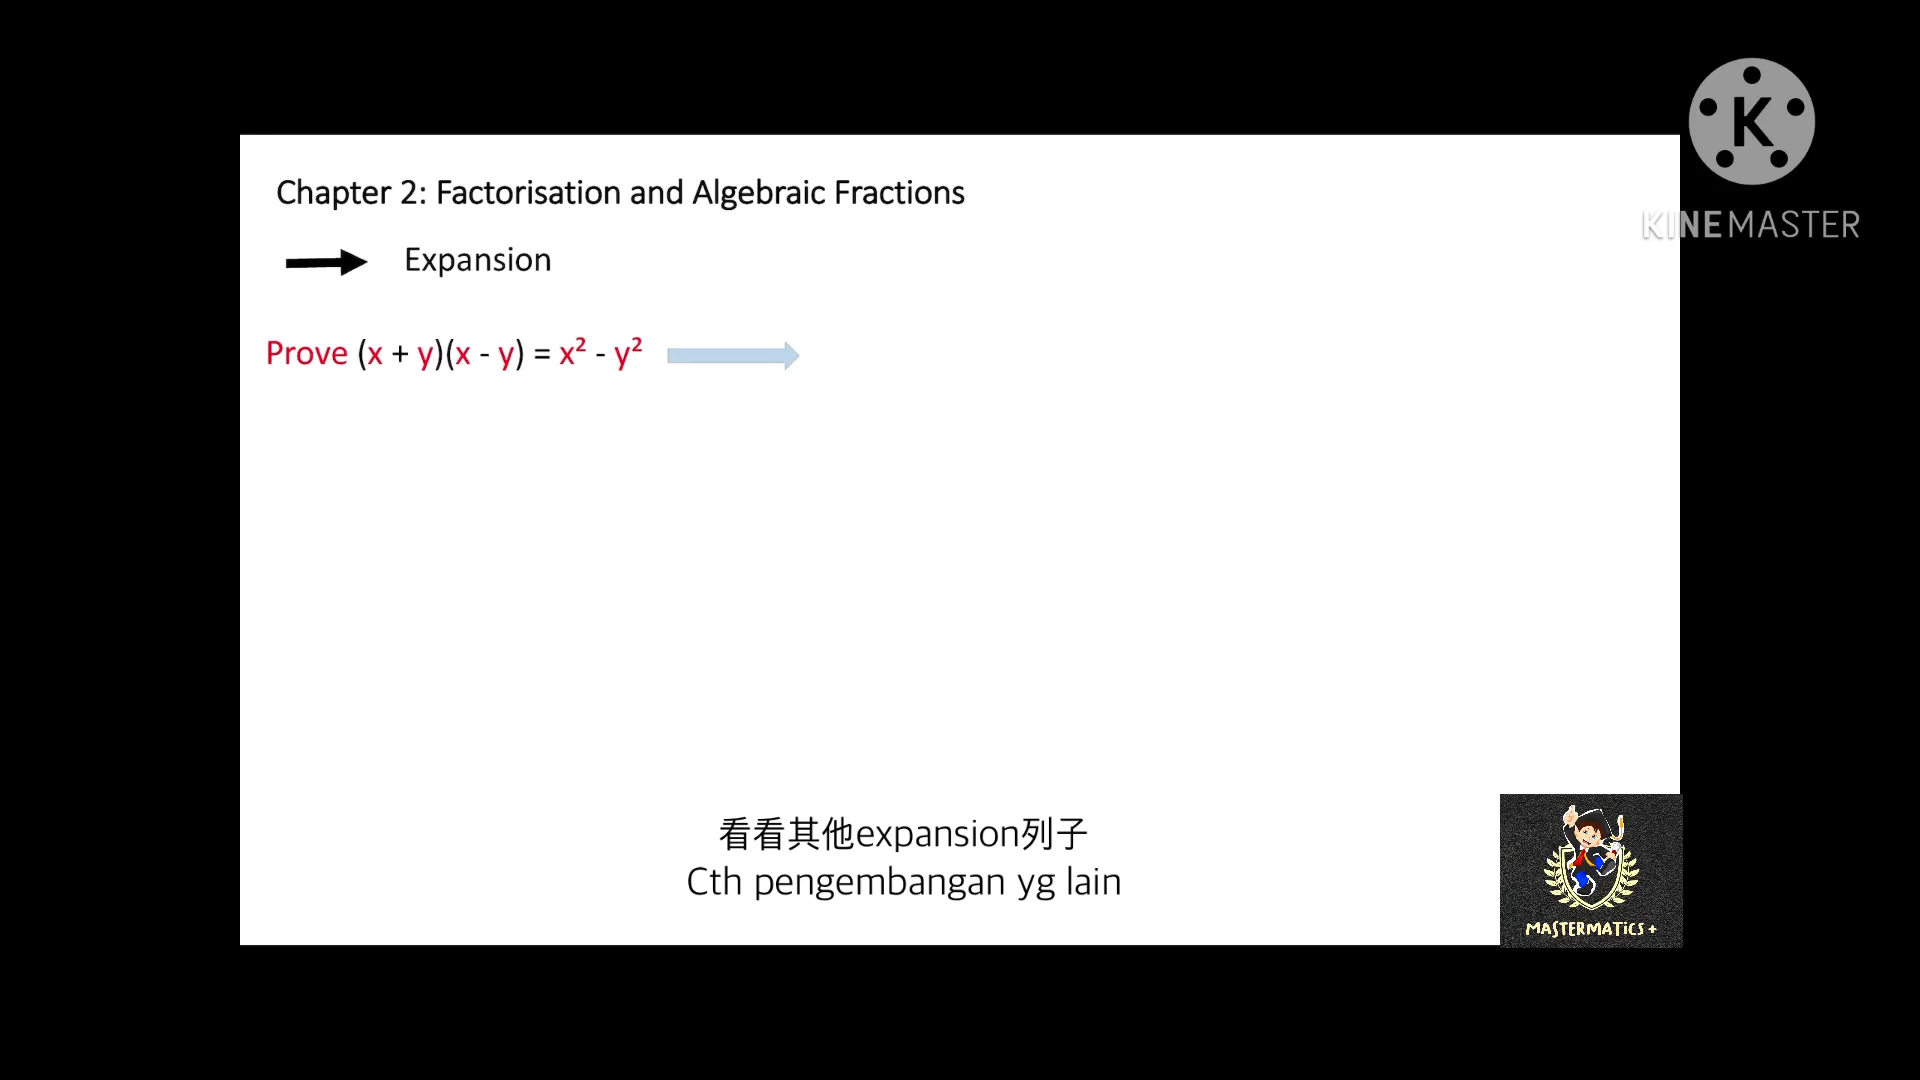 K
KINEMASTER
Chapter 2: Factorisation and Algebraic Fractions
Expansion
Prove (x + y)(x - y) = x² - y²
看看其他expansion列子
Cth pengembangan yg lain
MASTERMATiCS +